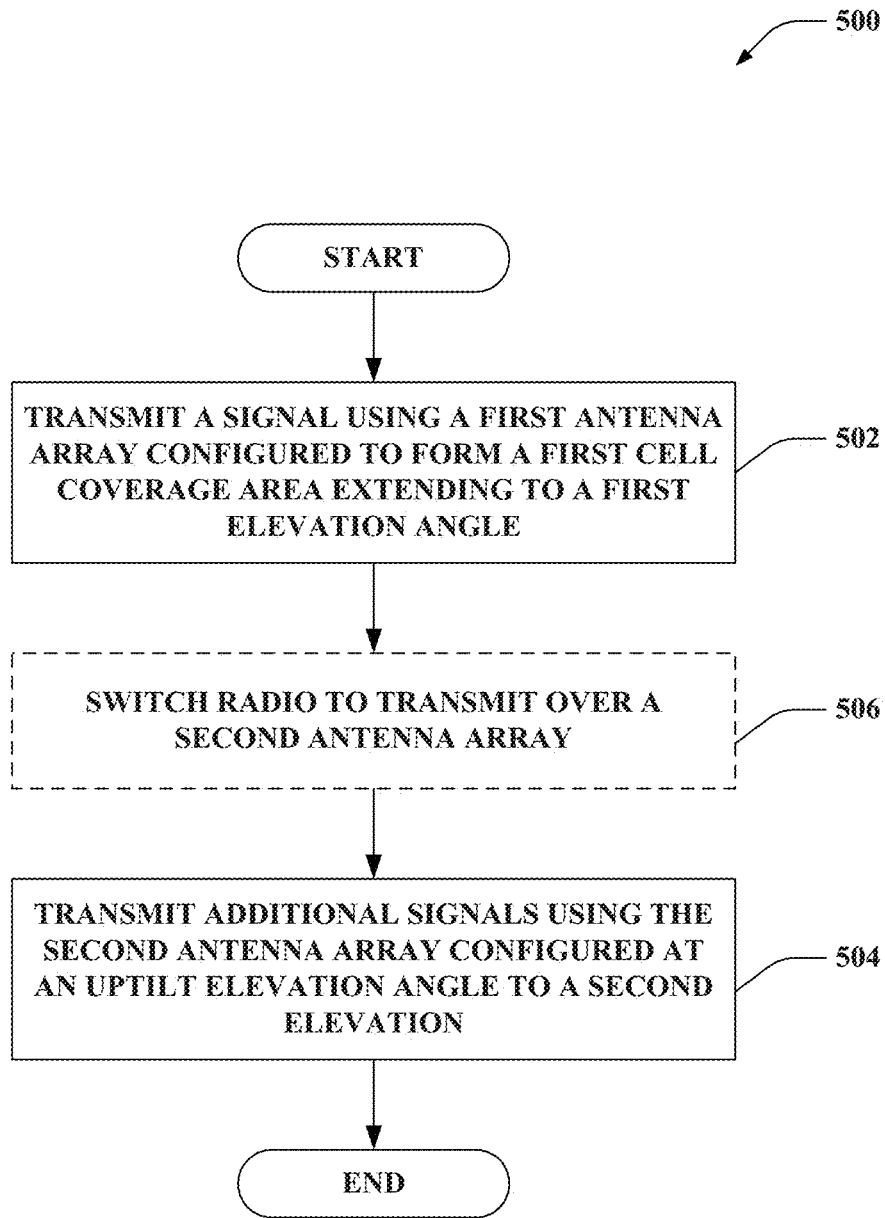 500
START
TRANSMIT A SIGNAL USING A FIRST ANTENNA
ARRAY CONFIGURED TO FORM A FIRST CELL
COVERAGE AREA EXTENDING TO A FIRST
ELEVATION ANGLE
502
SWITCH RADIO TO TRANSMIT OVER A
SECOND ANTENNA ARRAY
506
TRANSMIT ADDITIONAL SIGNALS USING THE
SECOND ANTENNA ARRAY CONFIGURED AT
AN UPTILT ELEVATION ANGLE TO A SECOND
ELEVATION
504
END